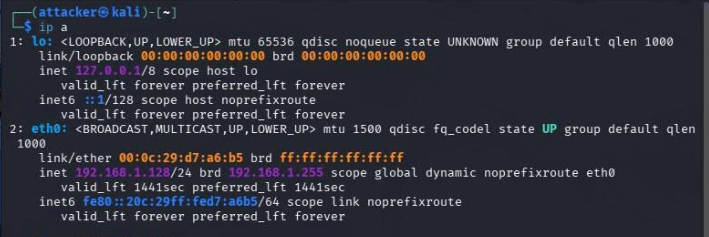 ┌──(attacker㉿kali)-[~]
└─$ ip a
1: lo: <LOOPBACK,UP,LOWER_UP> mtu 65536 qdisc noqueue state UNKNOWN group default qlen 1000
    link/loopback 00:00:00:00:00:00 brd 00:00:00:00:00:00
    inet 127.0.0.1/8 scope host lo
       valid_lft forever preferred_lft forever
    inet6 ::1/128 scope host noprefixroute
       valid_lft forever preferred_lft forever
2: eth0: <BROADCAST,MULTICAST,UP,LOWER_UP> mtu 1500 qdisc fq_codel state UP group default qlen
 1000
    link/ether 00:0c:29:d7:a6:b5 brd ff:ff:ff:ff:ff:ff
    inet 192.168.1.128/24 brd 192.168.1.255 scope global dynamic noprefixroute eth0
       valid_lft 1441sec preferred_lft 1441sec
    inet6 fe80::20c:29ff:fed7:a6b5/64 scope link noprefixroute
       valid_lft forever preferred_lft forever